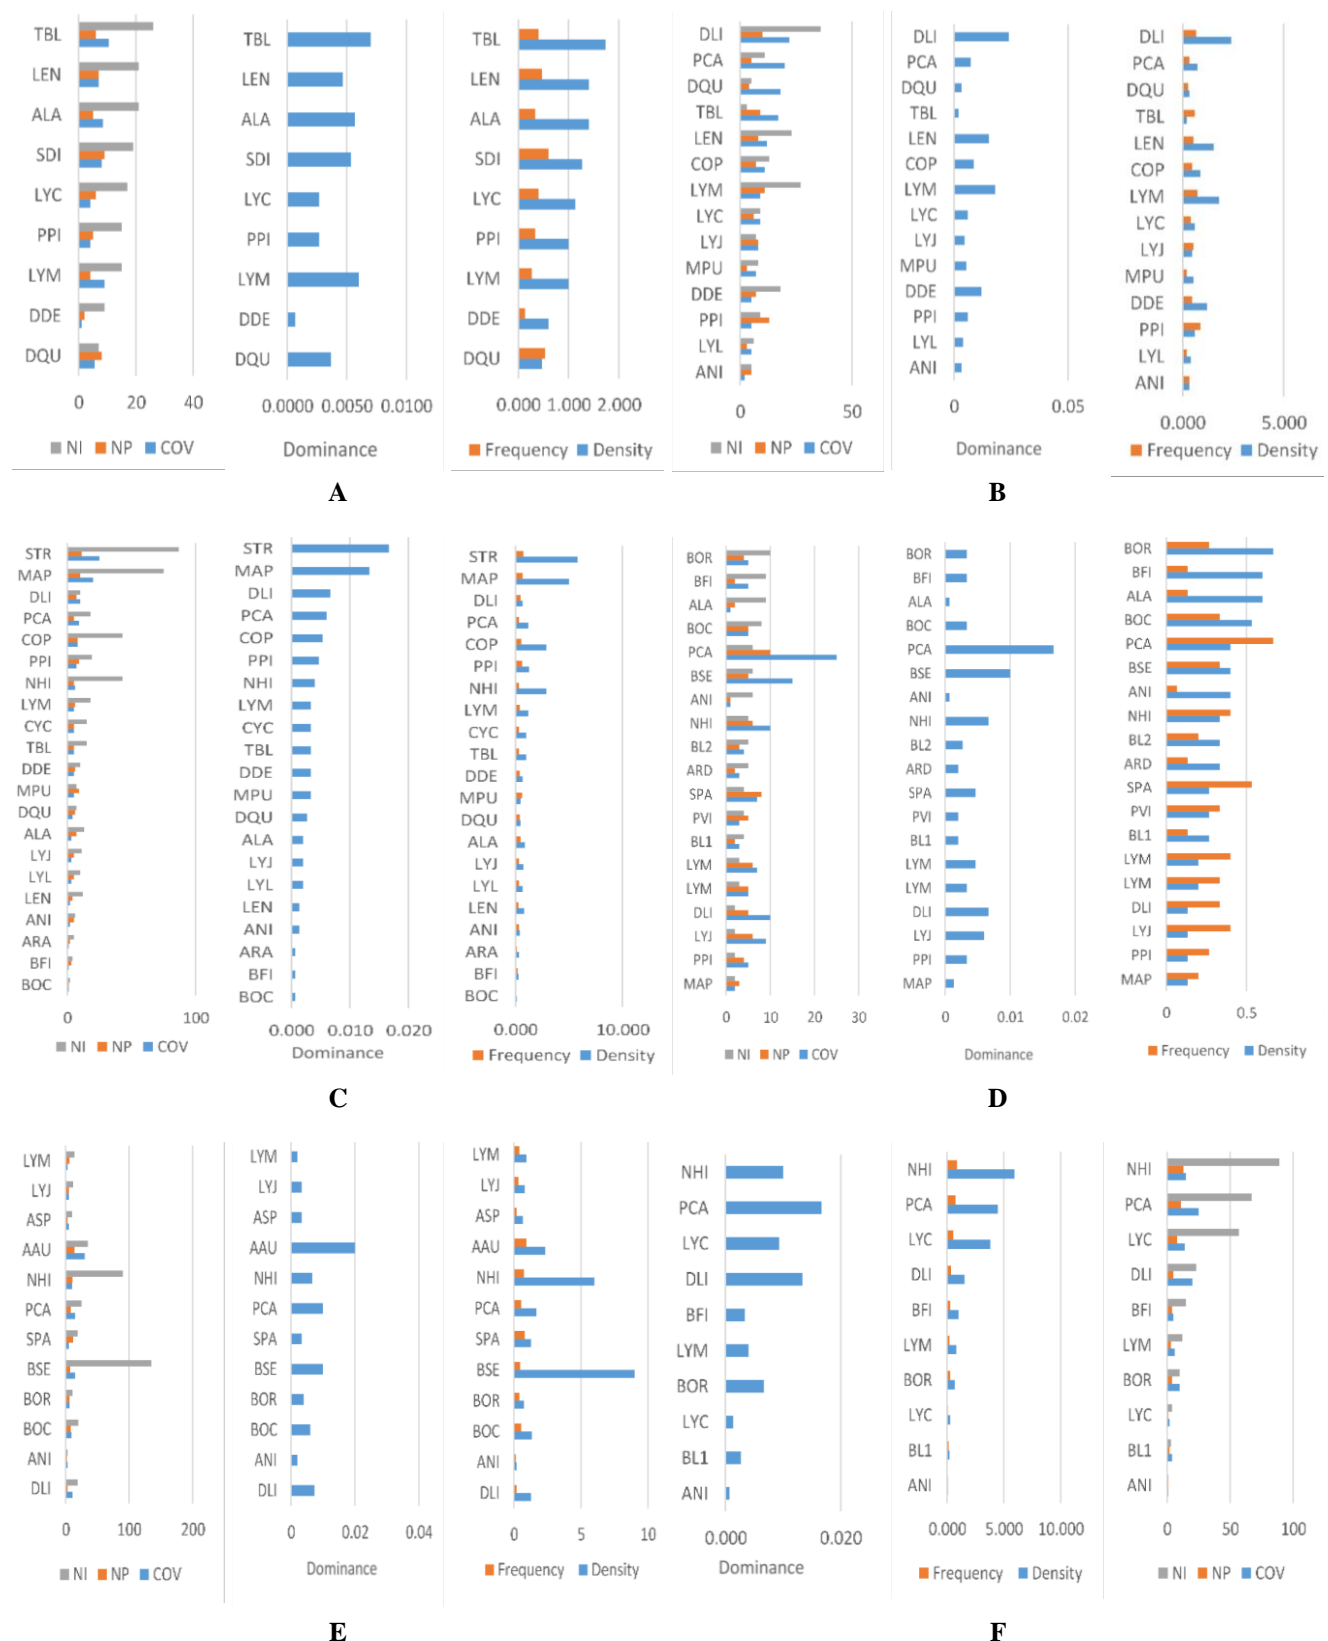 TBL
LEN
ALA
SDI
LYC
PPI
LYM
DDE
DQU
0 20 40
NI NP COV
TBL
LEN
ALA
SDI
LYC
PPI
LYM
DDE
DQU
0.0000 0.0050 0.0100
Dominance
TBL
LEN
ALA
SDI
LYC
PPI
LYM
DDE
DQU
0.000 1.000 2.000
Frequency Density
A
DLI
PCA
DQU
TBL
LEN
COP
LYM
LYC
LYJ
MPU
DDE
PPI
LYL
ANI
0 50
NI NP COV
DLI
PCA
DQU
TBL
LEN
COP
LYM
LYC
LYJ
MPU
DDE
PPI
LYL
ANI
0 0.05
Dominance
DLI
PCA
DQU
TBL
LEN
COP
LYM
LYC
LYJ
MPU
DDE
PPI
LYL
ANI
0.000 5.000
Frequency Density
B
STR
MAP
DLI
PCA
COP
PPI
NHI
LYM
CYC
TBL
DDE
MPU
DQU
ALA
LYJ
LYL
LEN
ANI
ARA
BFI
BOC
0 100
NI NP COV
STR
MAP
DLI
PCA
COP
PPI
NHI
LYM
CYC
TBL
DDE
MPU
DQU
ALA
LYJ
LYL
LEN
ANI
ARA
BFI
BOC
0.000 0.010 0.020
Dominance
STR
MAP
DLI
PCA
COP
PPI
NHI
LYM
CYC
TBL
DDE
MPU
DQU
ALA
LYJ
LYL
LEN
ANI
ARA
BFI
BOC
0.000 10.000
Frequency Density
C
BOR
BFI
ALA
BOC
PCA
BSE
ANI
NHI
BL2
ARD
SPA
PVI
BL1
LYM
LYM
DLI
LYJ
PPI
MAP
0 10 20 30
NI NP COV
BOR
BFI
ALA
BOC
PCA
BSE
ANI
NHI
BL2
ARD
SPA
PVI
BL1
LYM
LYM
DLI
LYJ
PPI
MAP
0 0.01 0.02
Dominance
BOR
BFI
ALA
BOC
PCA
BSE
ANI
NHI
BL2
ARD
SPA
PVI
BL1
LYM
LYM
DLI
LYJ
PPI
MAP
0 0.5
Frequency Density
D
LYM
LYJ
ASP
AAU
NHI
PCA
SPA
BSE
BOR
BOC
ANI
DLI
0 100 200
NI NP COV
LYM
LYJ
ASP
AAU
NHI
PCA
SPA
BSE
BOR
BOC
ANI
DLI
0 0.02 0.04
Dominance
LYM
LYJ
ASP
AAU
NHI
PCA
SPA
BSE
BOR
BOC
ANI
DLI
0 5 10
Frequency Density
E
NHI
PCA
LYC
DLI
BFI
LYM
BOR
LYC
BL1
ANI
0.000 0.020
Dominance
NHI
PCA
LYC
DLI
BFI
LYM
BOR
LYC
BL1
ANI
0.000 5.000 10.000
Frequency Density
NHI
PCA
LYC
DLI
BFI
LYM
BOR
LYC
BL1
ANI
0 50 100
NI NP COV
F